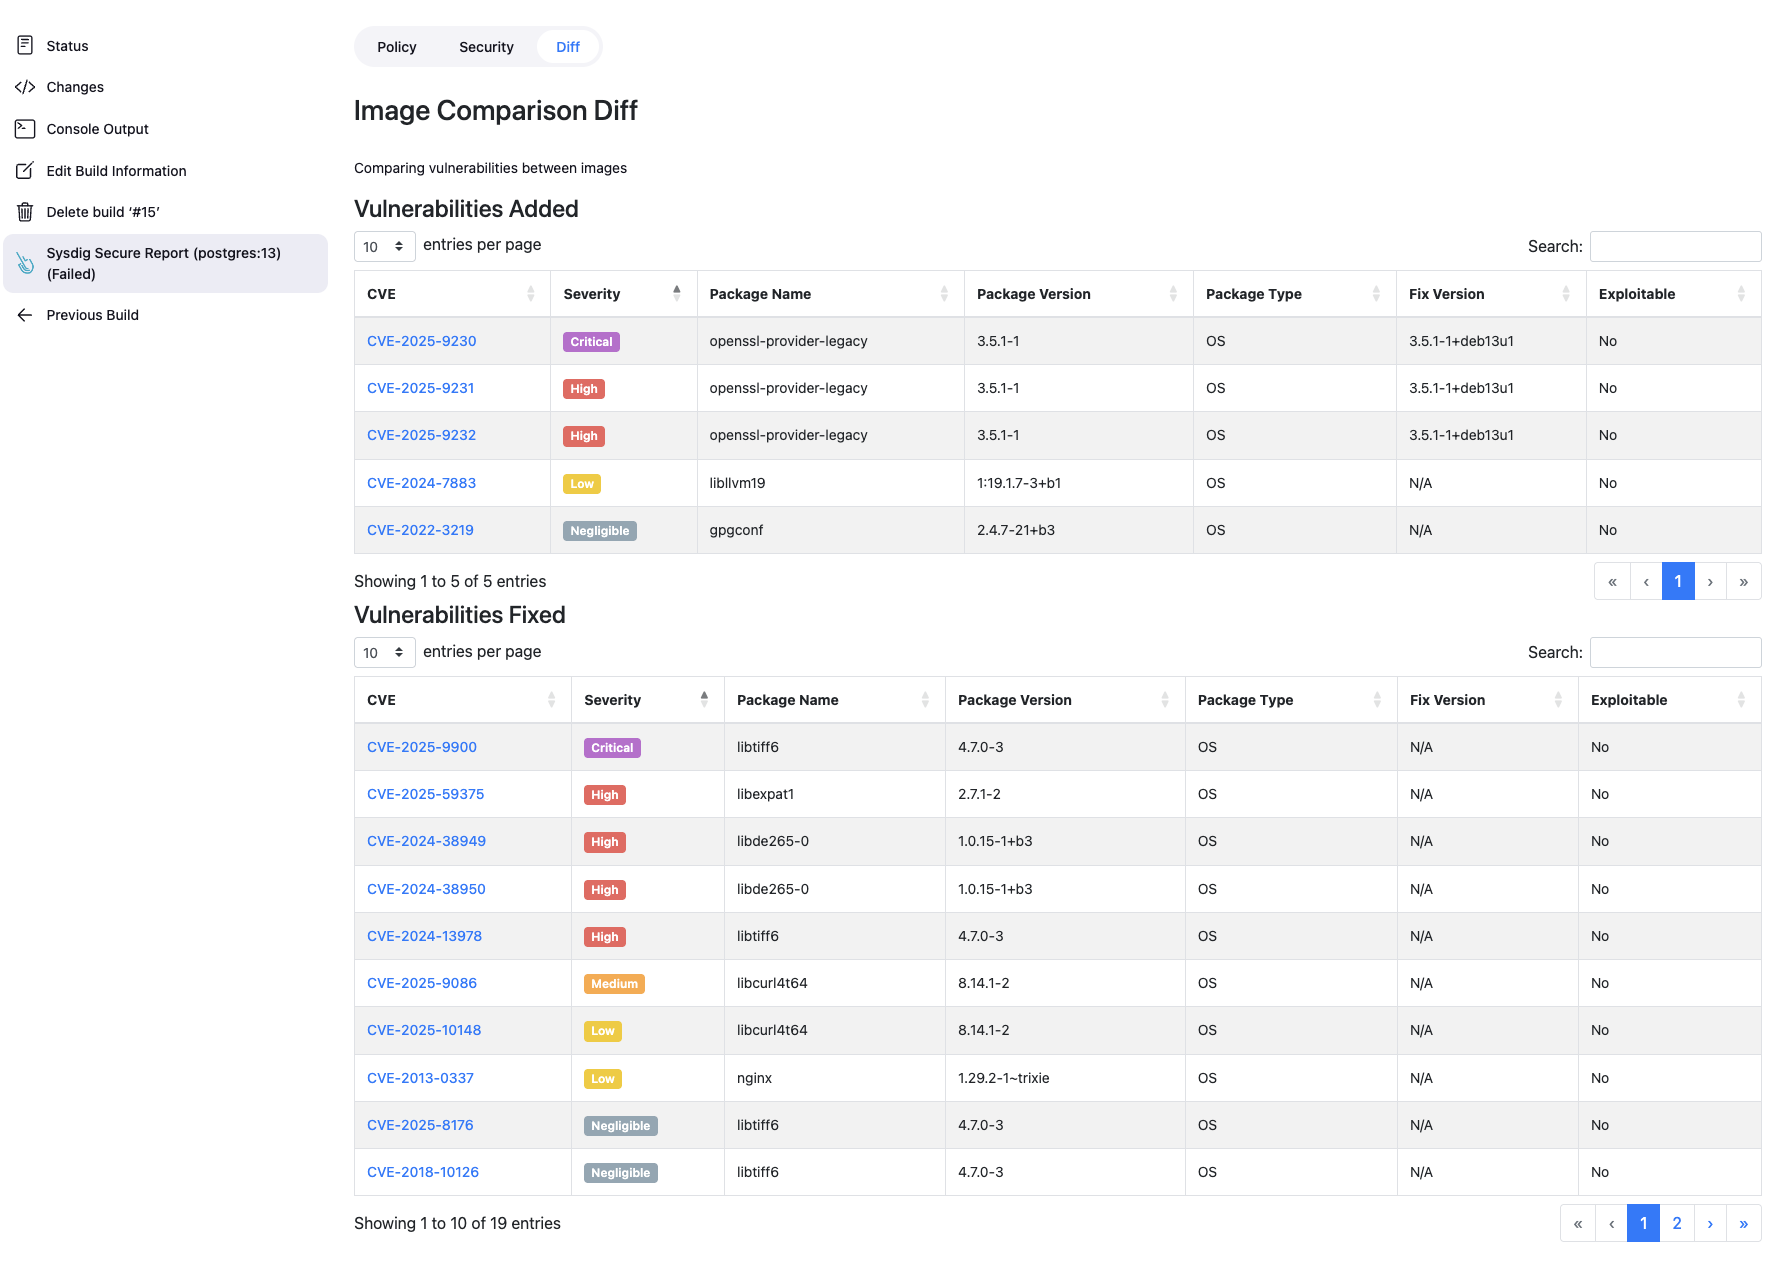 Status
Changes
Console Output
Edit Build Information
Delete build ‘#15’
Sysdig Secure Report (postgres:13)
(Failed)
Previous Build
Policy Security Diff
Image Comparison Diff
Comparing vulnerabilities between images
Vulnerabilities Added
10 entries per page Search:
CVE Severity Package Name Package Version Package Type Fix Version Exploitable
CVE-2025-9230 Critical openssl-provider-legacy 3.5.1-1 OS 3.5.1-1+deb13u1 No
CVE-2025-9231 High openssl-provider-legacy 3.5.1-1 OS 3.5.1-1+deb13u1 No
CVE-2025-9232 High openssl-provider-legacy 3.5.1-1 OS 3.5.1-1+deb13u1 No
CVE-2024-7883 Low libllvm19 1:19.1.7-3+b1 OS N/A No
CVE-2022-3219 Negligible gpgconf 2.4.7-21+b3 OS N/A No
Showing 1 to 5 of 5 entries « ‹ 1 › »
Vulnerabilities Fixed
10 entries per page Search:
CVE Severity Package Name Package Version Package Type Fix Version Exploitable
CVE-2025-9900 Critical libtiff6 4.7.0-3 OS N/A No
CVE-2025-59375 High libexpat1 2.7.1-2 OS N/A No
CVE-2024-38949 High libde265-0 1.0.15-1+b3 OS N/A No
CVE-2024-38950 High libde265-0 1.0.15-1+b3 OS N/A No
CVE-2024-13978 High libtiff6 4.7.0-3 OS N/A No
CVE-2025-9086 Medium libcurl4t64 8.14.1-2 OS N/A No
CVE-2025-10148 Low libcurl4t64 8.14.1-2 OS N/A No
CVE-2013-0337 Low nginx 1.29.2-1~trixie OS N/A No
CVE-2025-8176 Negligible libtiff6 4.7.0-3 OS N/A No
CVE-2018-10126 Negligible libtiff6 4.7.0-3 OS N/A No
Showing 1 to 10 of 19 entries « ‹ 1 2 › »